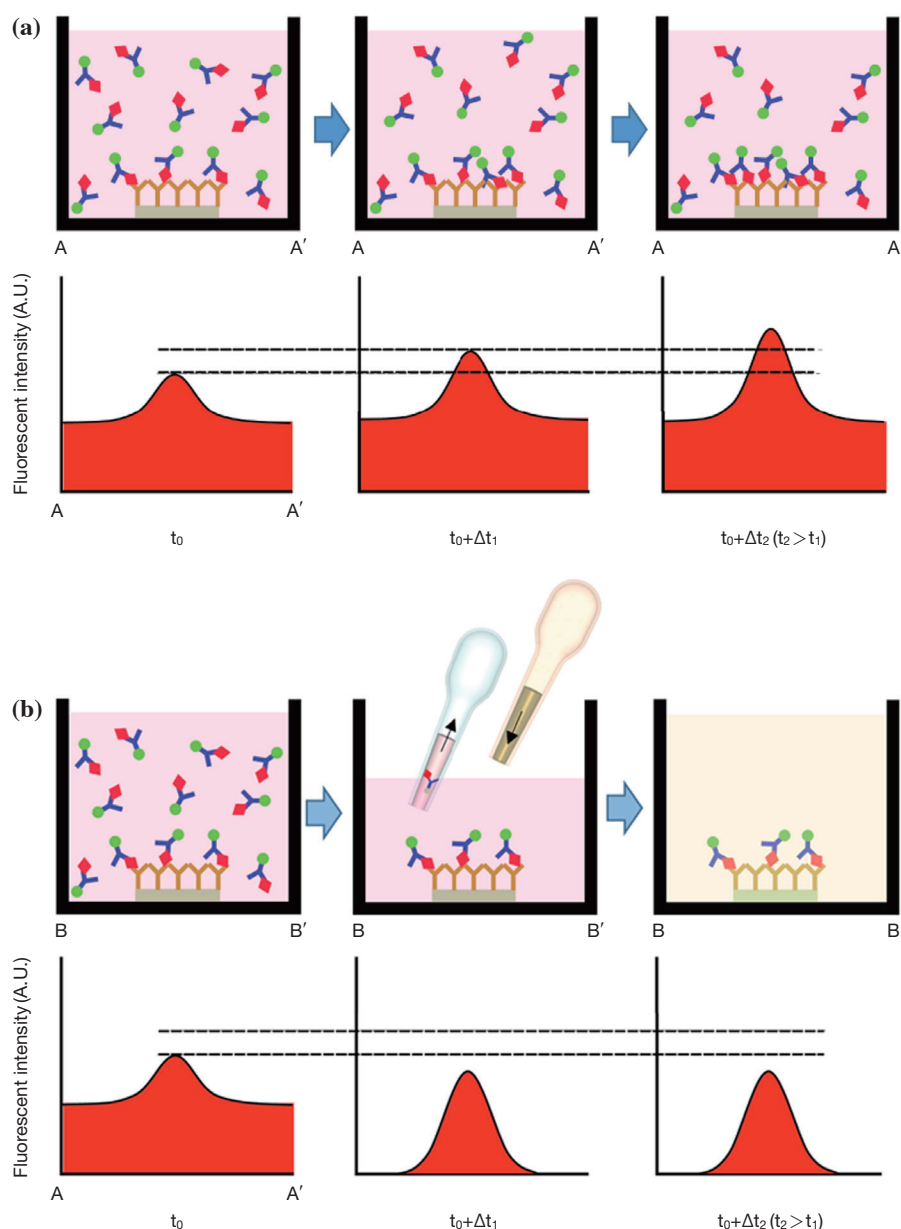 (a)
A A′ A A′ A A
Fluorescent intensity (A.U.)
A A′
t₀ t₀+Δt₁ t₀+Δt₂ (t₂ > t₁)
(b)
B B′ B B′ B B
Fluorescent intensity (A.U.)
A A′
t₀ t₀+Δt₁ t₀+Δt₂ (t₂ > t₁)